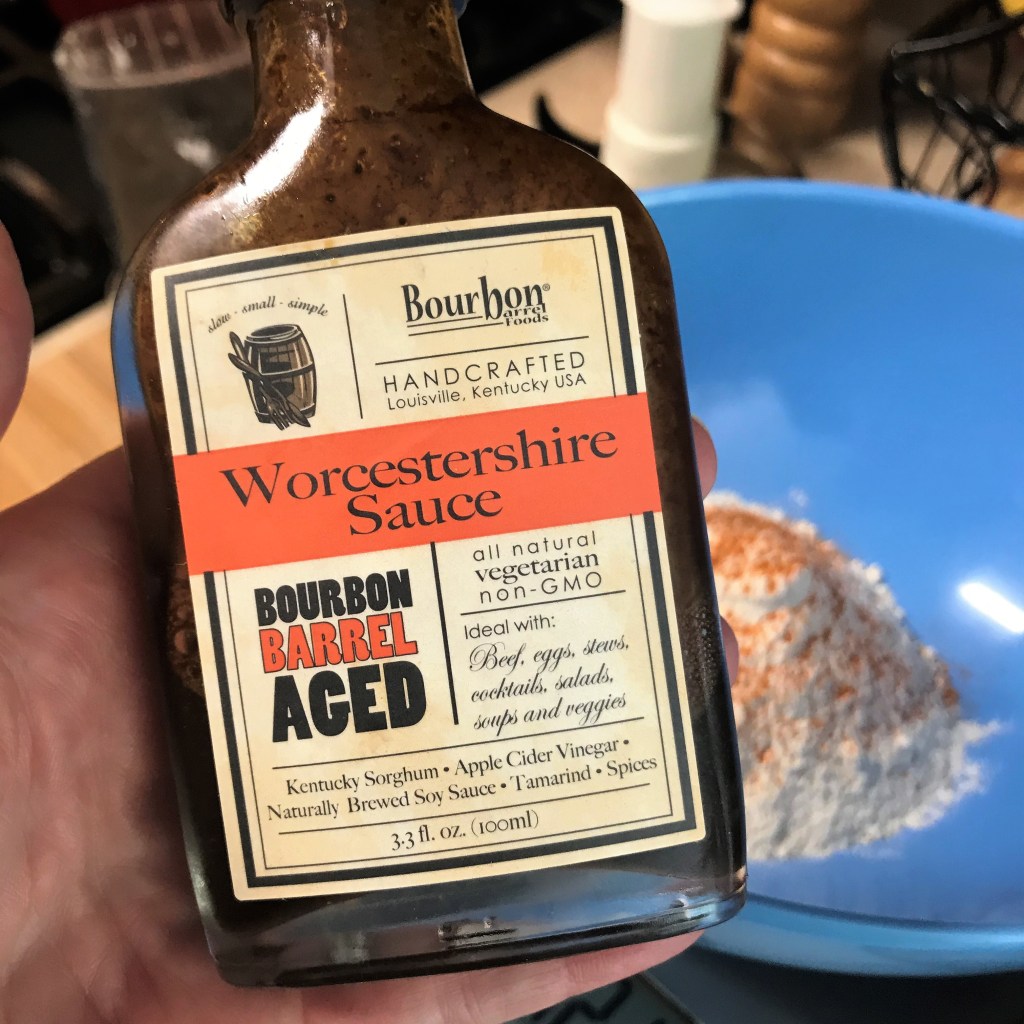 slow - small - simple
Bourbon®
Barrel
Foods
HANDCRAFTED
Louisville, Kentucky USA
Worcestershire
Sauce
BOURBON
BARREL
AGED
all natural
vegetarian
non-GMO
Ideal with:
Beef, eggs, stews,
cocktails, salads,
soups and veggies
Kentucky Sorghum • Apple Cider Vinegar •
Naturally Brewed Soy Sauce • Tamarind • Spices
3.3 fl. oz. (100ml)